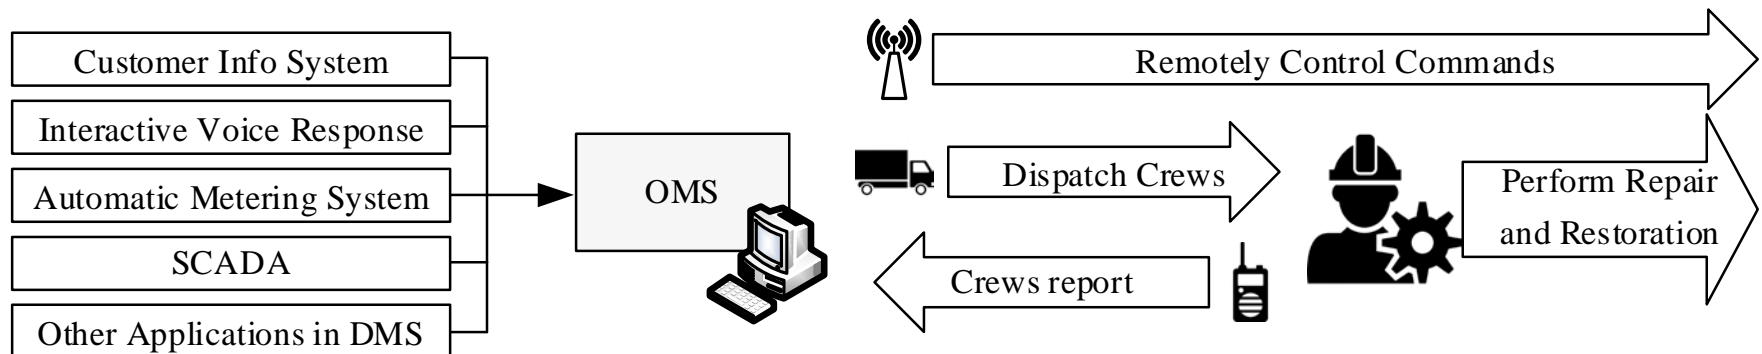 Customer Info System
Interactive Voice Response
Automatic Metering System
SCADA
Other Applications in DMS
OMS
Remotely Control Commands
Dispatch Crews
Crews report
Perform Repair
and Restoration